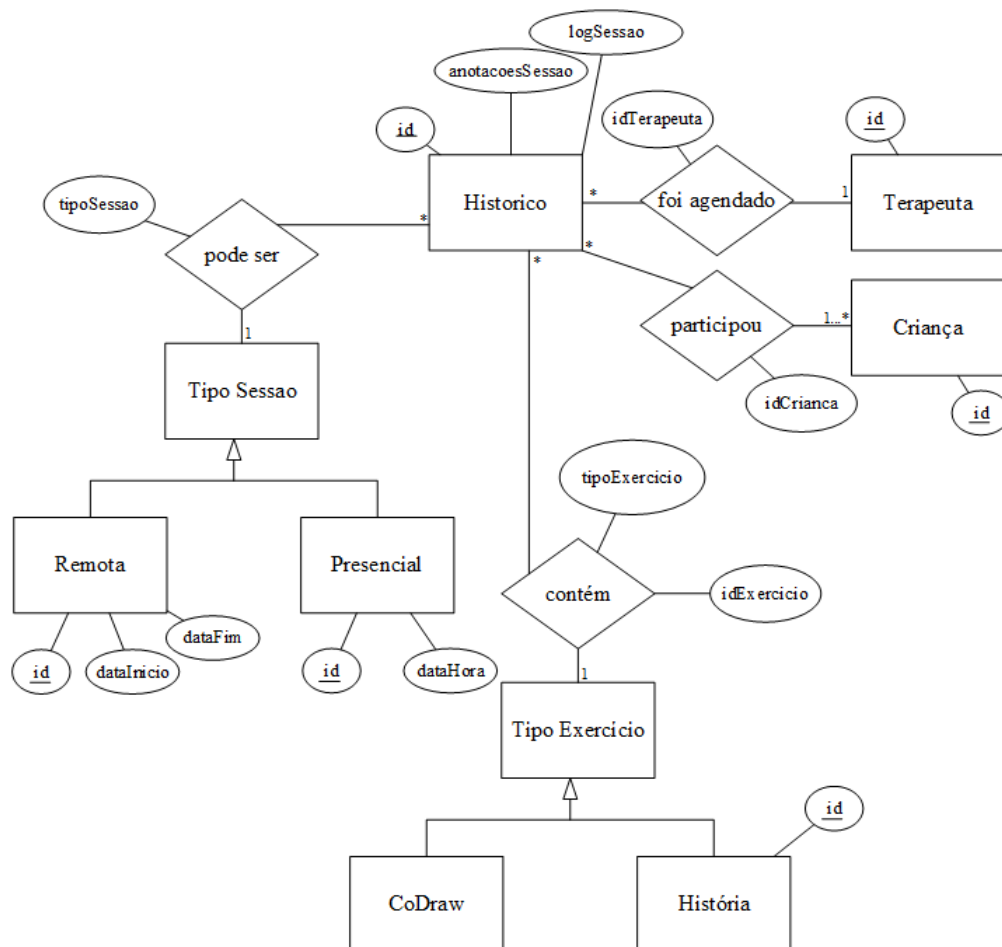 logSessao
anotacoesSessao
id
idTerapeuta
id
tipoSessao
Historico
*
foi agendado
1
Terapeuta
*
*
*
pode ser
participou
1...*
Criança
1
Tipo Sessao
idCrianca
id
tipoExercicio
Remota
Presencial
contém
idExercicio
dataFim
id
dataInicio
id
dataHora
1
Tipo Exercicio
id
CoDraw
História